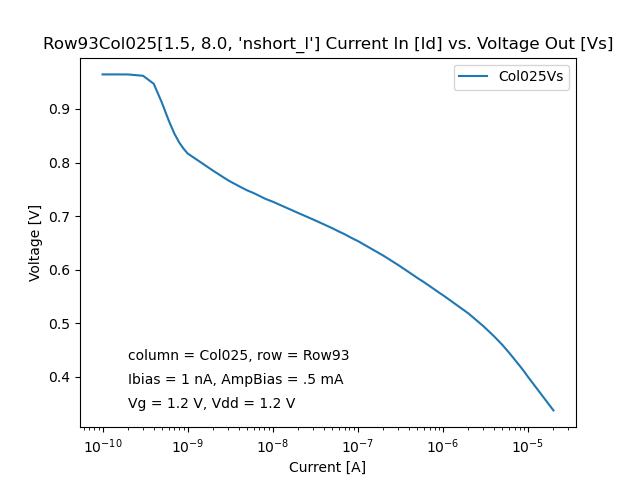 Row93Col025[1.5, 8.0, 'nshort_l'] Current In [Id] vs. Voltage Out [Vs]
Col025Vs
Voltage [V]
0.9
0.8
0.7
0.6
0.5
0.4
column = Col025, row = Row93
Ibias = 1 nA, AmpBias = .5 mA
Vg = 1.2 V, Vdd = 1.2 V
10⁻¹⁰ 10⁻⁹ 10⁻⁸ 10⁻⁷ 10⁻⁶ 10⁻⁵
Current [A]